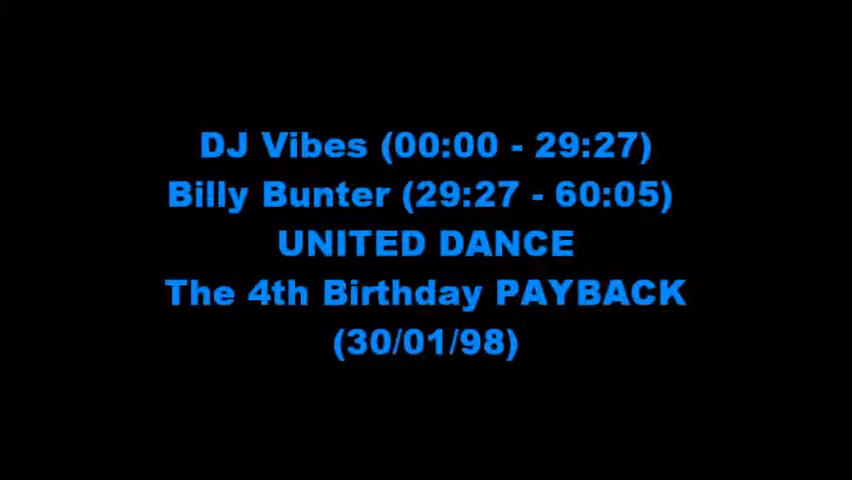 DJ Vibes (00:00 - 29:27)
Billy Bunter (29:27 - 60:05)
UNITED DANCE
The 4th Birthday PAYBACK
(30/01/98)